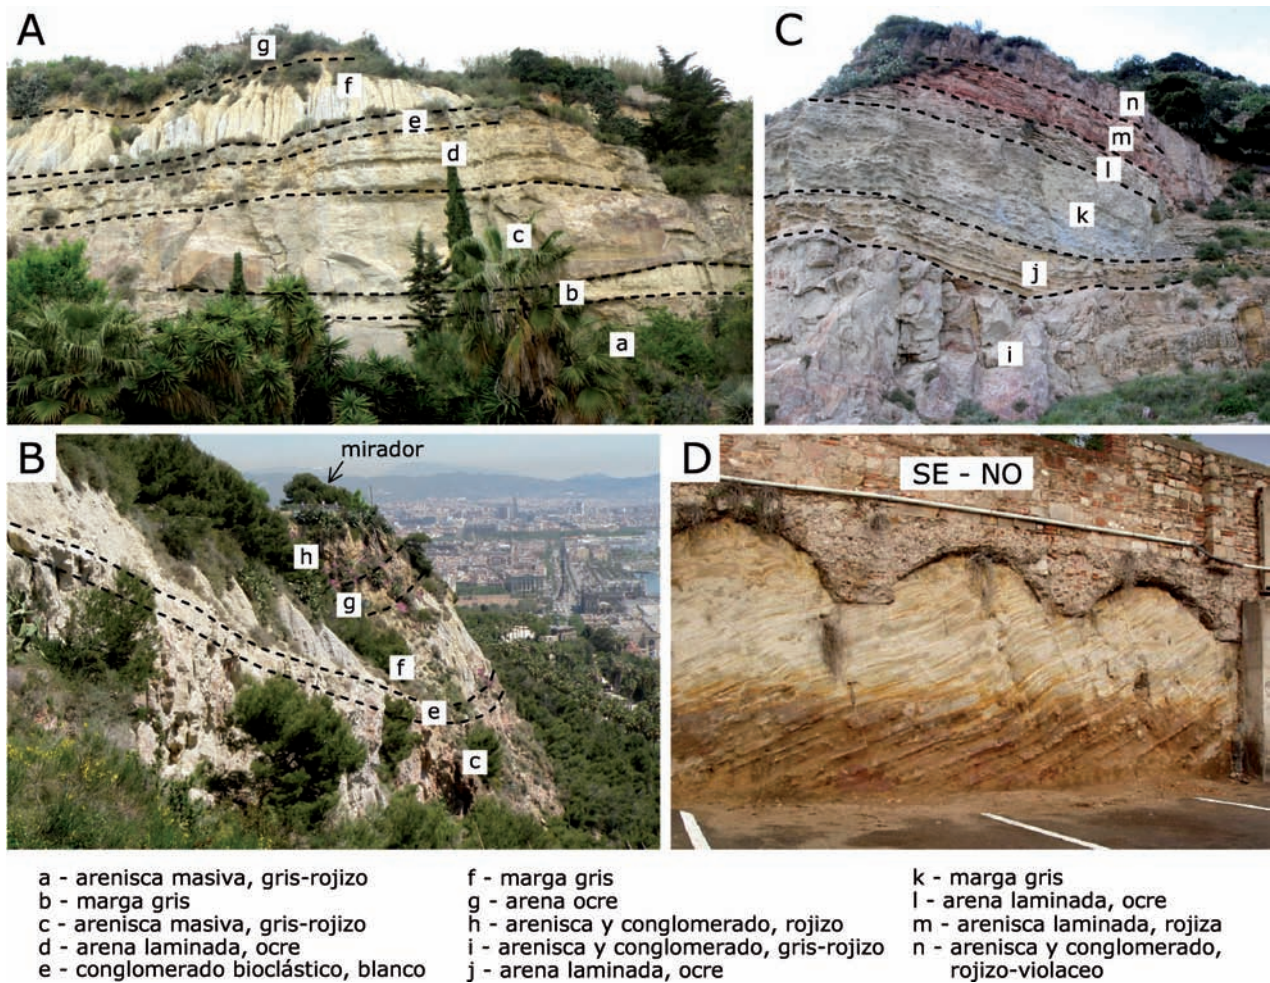 A
g
f
e
d
c
b
a
C
n
m
l
k
j
i
B
mirador
h
g
f
e
c
D
SE - NO
a - arenisca masiva, gris-rojizo
b - marga gris
c - arenisca masiva, gris-rojizo
d - arena laminada, ocre
e - conglomerado bioclástico, blanco
f - marga gris
g - arena ocre
h - arenisca y conglomerado, rojizo
i - arenisca y conglomerado, gris-rojizo
j - arena laminada, ocre
k - marga gris
l - arena laminada, ocre
m - arenisca laminada, rojiza
n - arenisca y conglomerado,
rojizo-violaceo